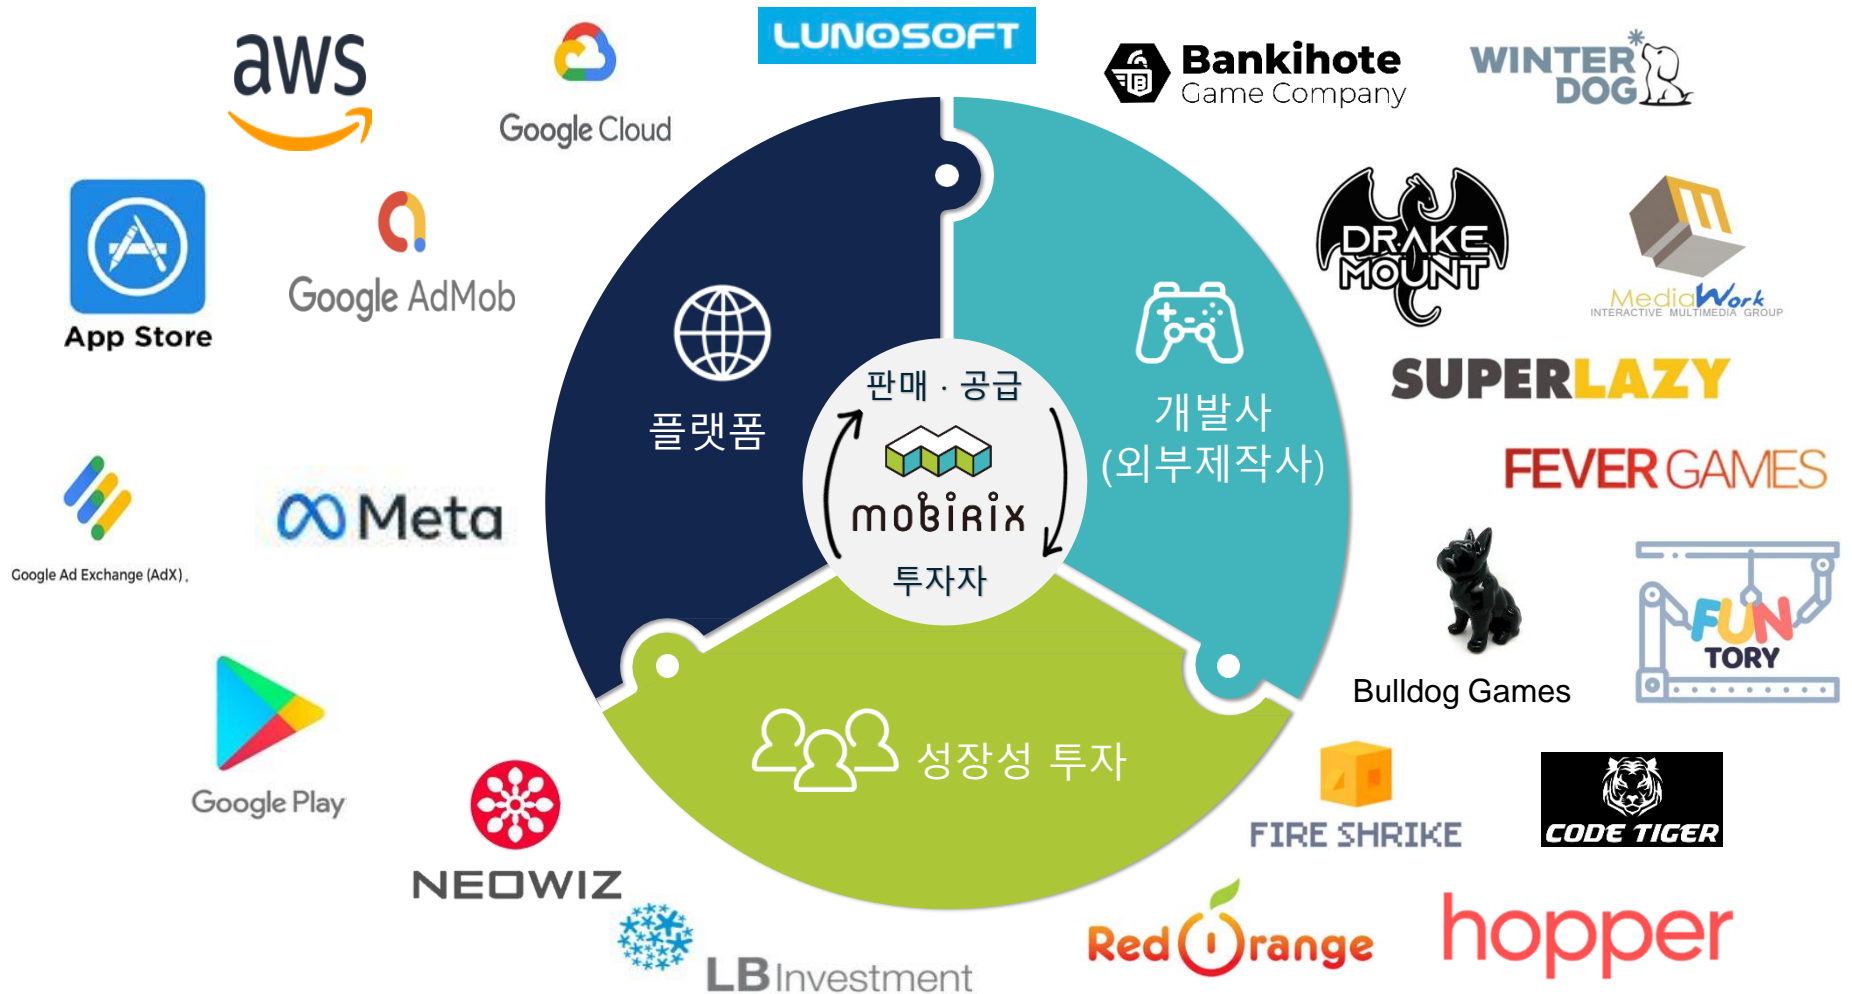 LUNOSOFT
aws
Google Cloud
Bankihote
Game Company
WINTER
DOG
App Store
Google AdMob
DRAKE
MOUNT
MediaWork
INTERACTIVE MULTIMEDIA GROUP
판매 · 공급
플랫폼
개발사
(외부제작사)
SUPERLAZY
FEVER GAMES
Meta
mobirix
투자자
Google Ad Exchange (AdX) .
FUN
TORY
Bulldog Games
성장성 투자
Google Play
FIRE SHRIKE
CODE TIGER
NEOWIZ
LB Investment
RedOrange
hopper